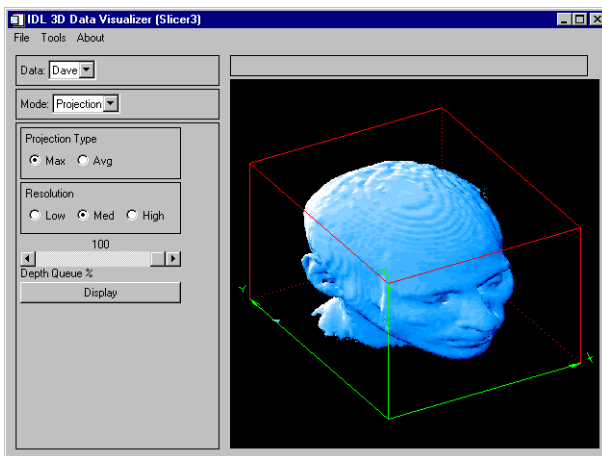 IDL 3D Data Visualizer (Slicer3)
File Tools About
Data: Dave
Mode: Projection
Projection Type
Max Avg
Resolution
Low Med High
100
Depth Queue %
Display
Y
X